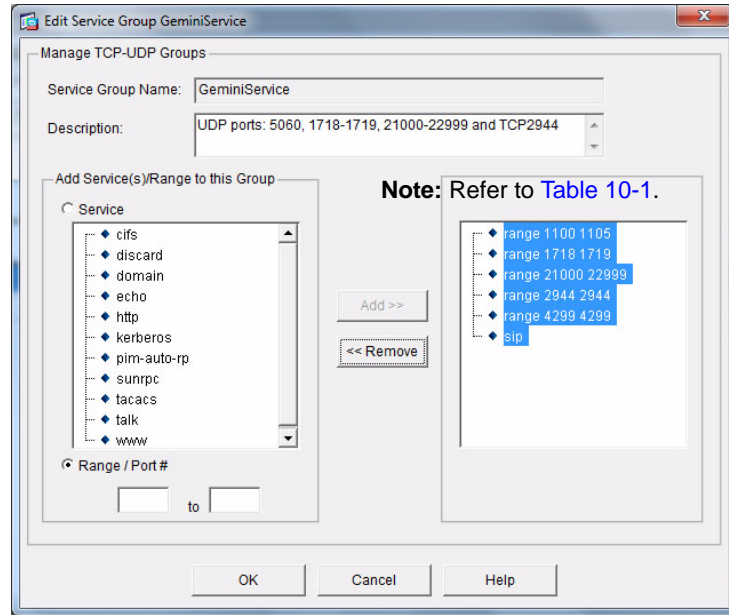 Edit Service Group GeminiService
Manage TCP-UDP Groups
Service Group Name: GeminiService
Description: UDP ports: 5060, 1718-1719, 21000-22999 and TCP2944
Add Service(s)/Range to this Group
Note: Refer to Table 10-1.
Service
cifs
discard
domain
echo
http
kerberos
pim-auto-rp
sunrpc
tacacs
talk
www
Range / Port #
to
Add >>
<< Remove
range 1100 1105
range 1718 1719
range 21000 22999
range 2944 2944
range 4299 4299
sip
OK Cancel Help